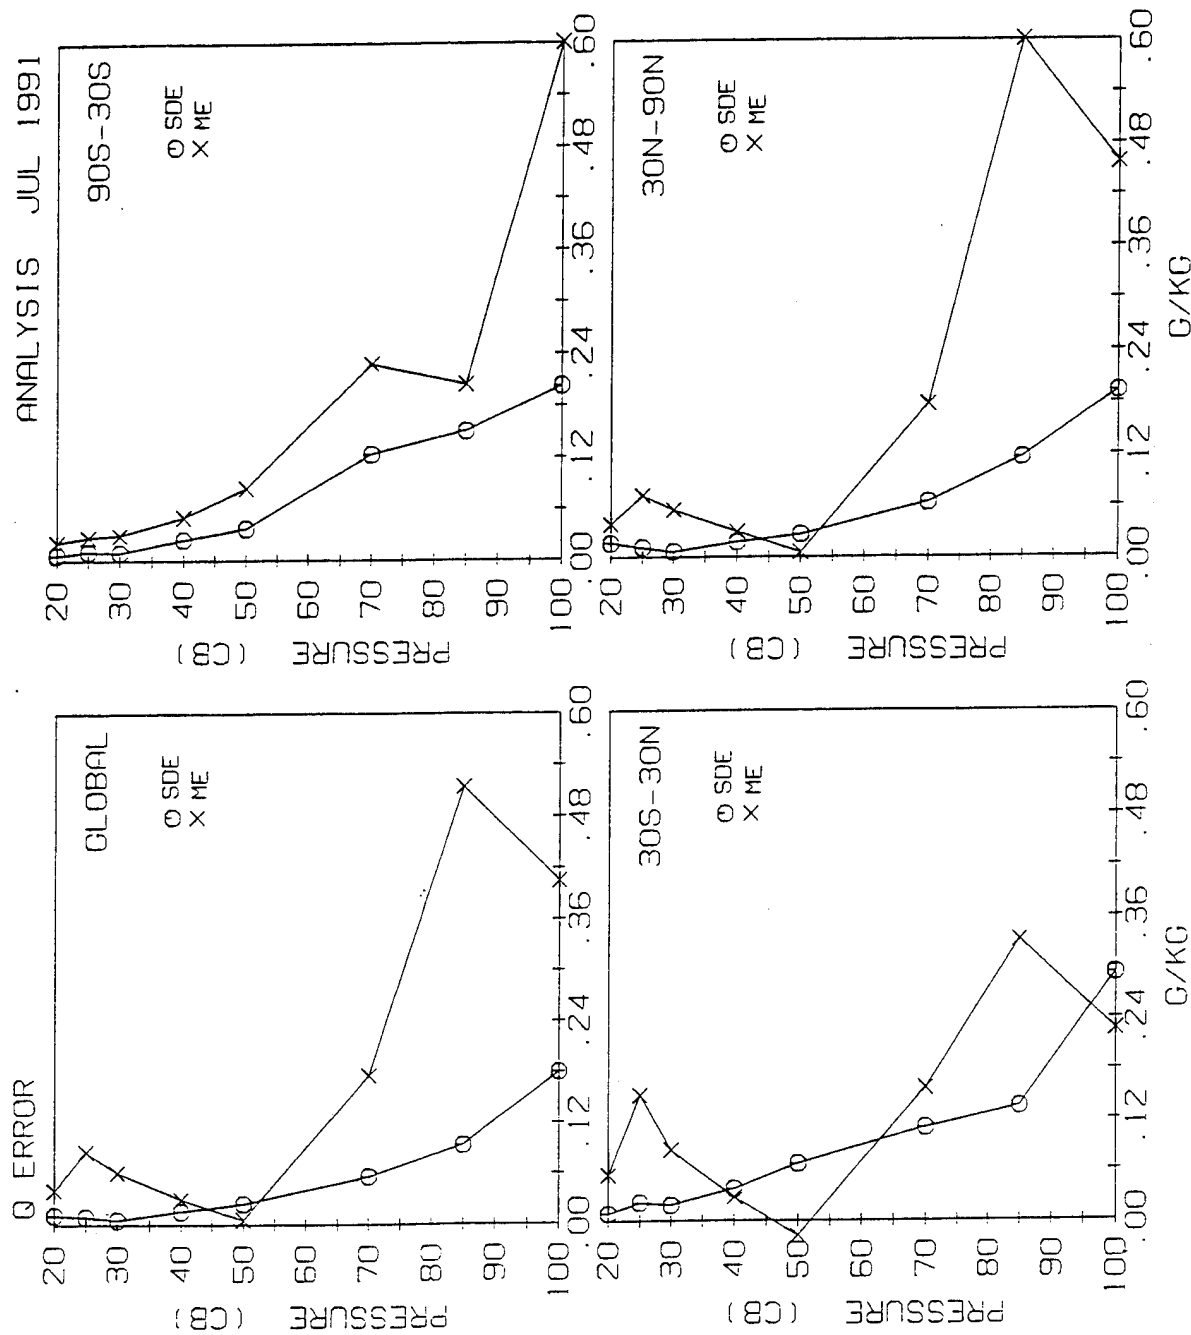 Q ERROR ANALYSIS JUL 1991
GLOBAL
SDE
ME
PRESSURE (CB)
20
30
40
50
70
80
90
100
.00 .12 .24 .36 .48 .60
90S-30S
SDE
ME
PRESSURE (CB)
20
30
40
50
70
80
90
100
.00 .12 .24 .36 .48 .60
30S-30N
SDE
ME
PRESSURE (CB)
20
30
40
50
70
80
90
100
.00 .12 .24 .36 .48 .60
G/KG
30N-90N
SDE
ME
PRESSURE (CB)
20
30
40
50
70
80
90
100
.00 .12 .24 .36 .48 .60
G/KG